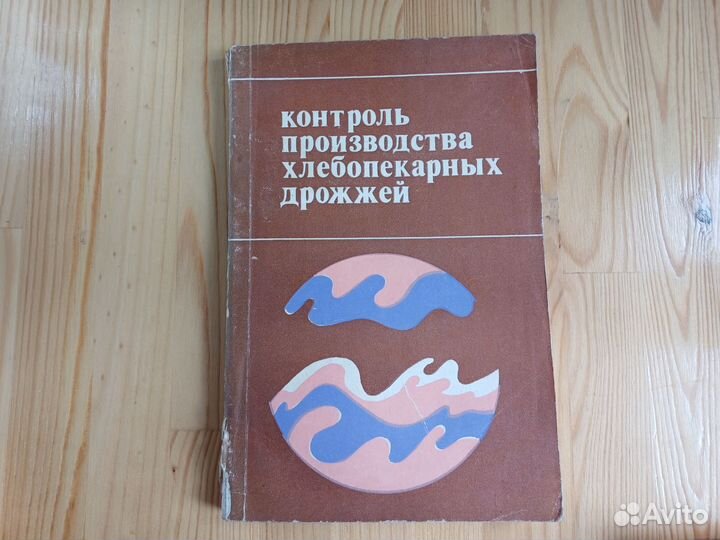 контроль
производства
хлебопекарных
дрожжей
Avito